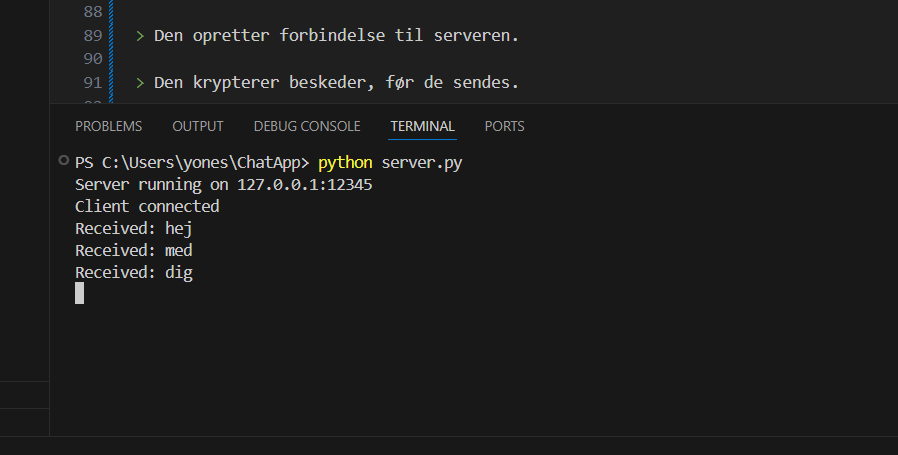 88
89 > Den opretter forbindelse til serveren.
90
91 > Den krypterer beskeder, før de sendes.
PROBLEMS OUTPUT DEBUG CONSOLE TERMINAL PORTS
PS C:\Users\yones\ChatApp> python server.py
Server running on 127.0.0.1:12345
Client connected
Received: hej
Received: med
Received: dig